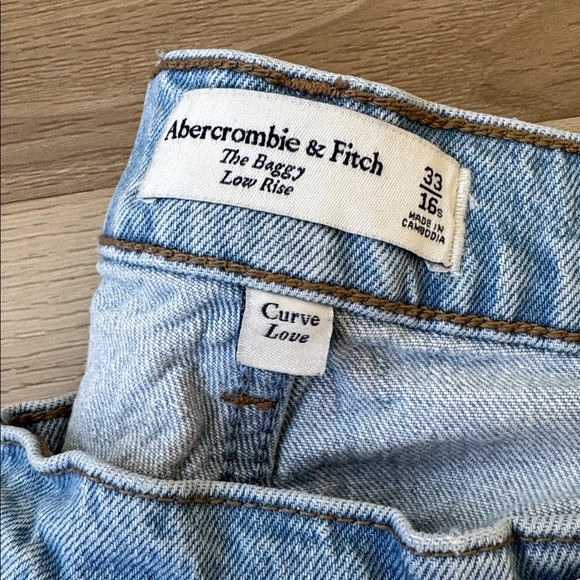 Abercrombie & Fitch
The Baggy
Low Rise
33
16s
MADE IN
CAMBODIA
Curve
Love